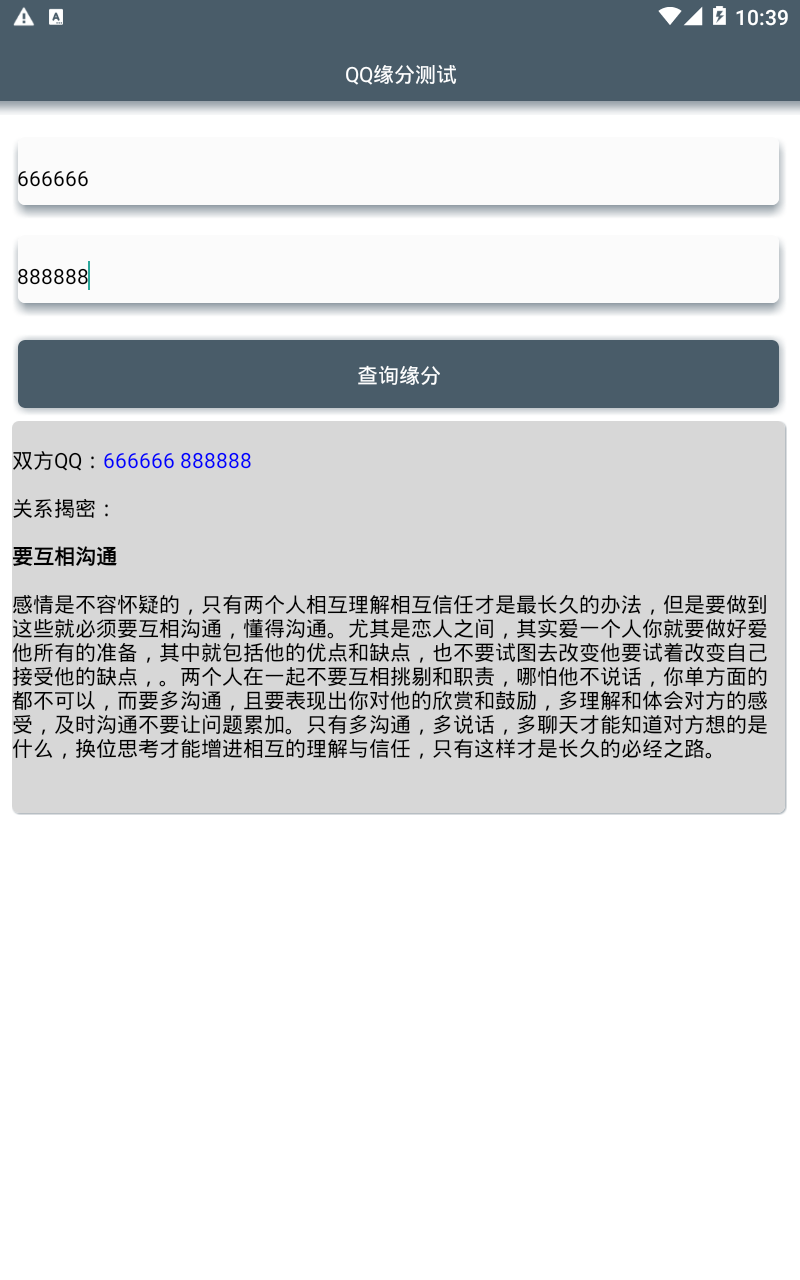 10:39
QQ缘分测试
666666
888888
查询缘分
双方QQ：666666 888888
关系揭密：
要互相沟通
感情是不容怀疑的，只有两个人相互理解相互信任才是最长久的办法，但是要做到
这些就必须要互相沟通，懂得沟通。尤其是恋人之间，其实爱一个人你就要做好爱
他所有的准备，其中就包括他的优点和缺点，也不要试图去改变他要试着改变自己
接受他的缺点，。两个人在一起不要互相挑剔和职责，哪怕他不说话，你单方面的
都不可以，而要多沟通，且要表现出你对他的欣赏和鼓励，多理解和体会对方的感
受，及时沟通不要让问题累加。只有多沟通，多说话，多聊天才能知道对方想的是
什么，换位思考才能增进相互的理解与信任，只有这样才是长久的必经之路。